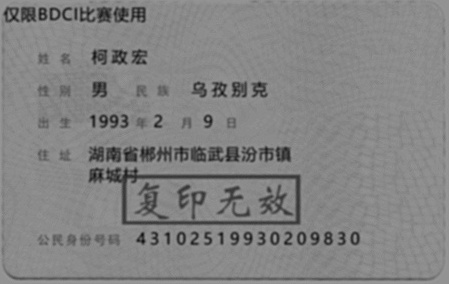 仅限BDCI比赛使用
姓名 柯政宏
性别 男 民族 乌孜别克
出生 1993 年 2 月 9 日
住址 湖南省郴州市临武县汾市镇
麻城村
复印无效
公民身份号码 43102519930209830